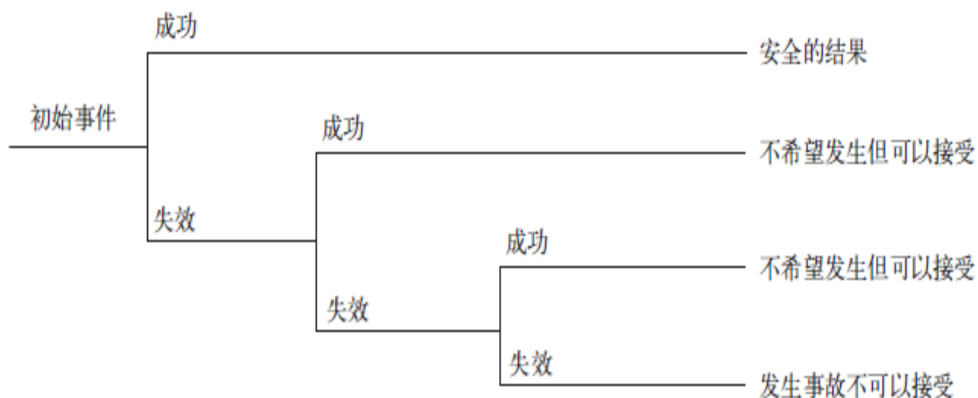 成功
安全的结果
初始事件
成功
不希望发生但可以接受
失效
成功
不希望发生但可以接受
失效
失效
发生事故不可以接受